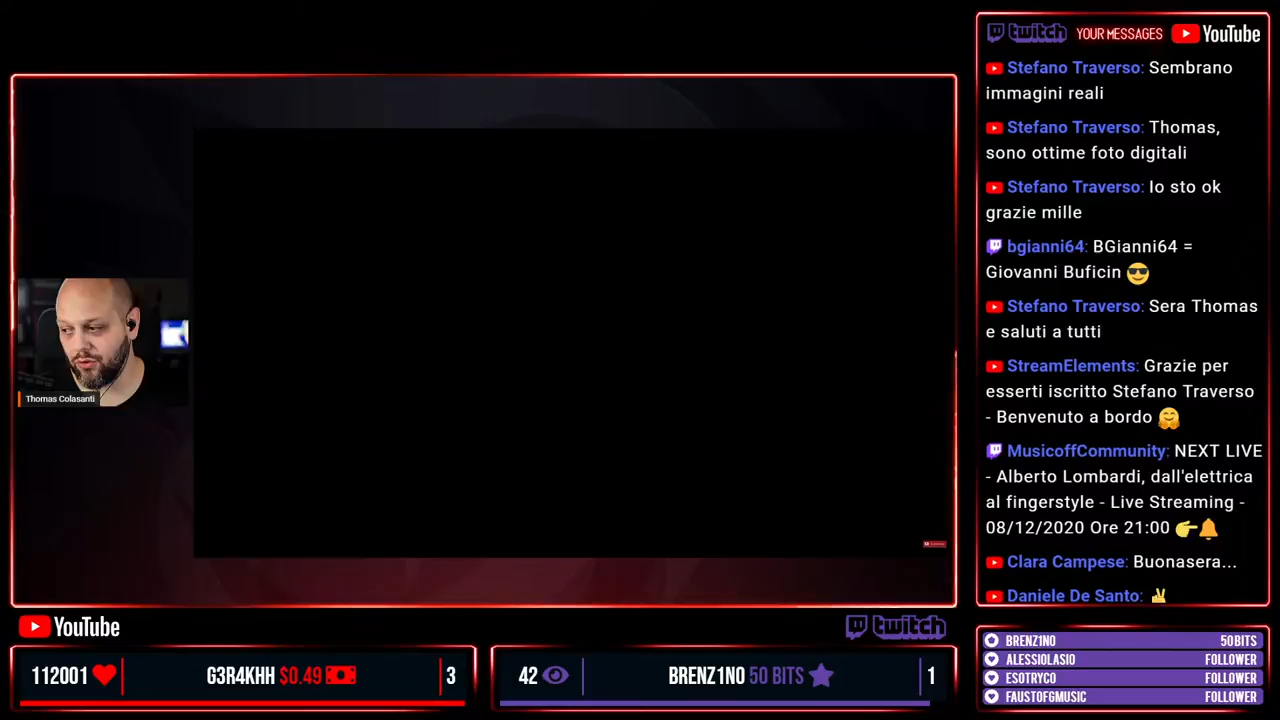 twitch YOUR MESSAGES YouTube
Stefano Traverso: Sembrano
immagini reali
Stefano Traverso: Thomas,
sono ottime foto digitali
Stefano Traverso: Io sto ok
grazie mille
bgianni64: BGianni64 =
Giovanni Buficin 😎
Stefano Traverso: Sera Thomas
e saluti a tutti
StreamElements: Grazie per
esserti iscritto Stefano Traverso
- Benvenuto a bordo 🤗
MusicoffCommunity: NEXT LIVE
- Alberto Lombardi, dall'elettrica
al fingerstyle - Live Streaming -
08/12/2020 Ore 21:00 👉🔔
Clara Campese: Buonasera...
Daniele De Santo: ✌
Thomas Colasanti
YouTube
twitch
112001 G3R4KHH $0.49 3
42 BRENZ1N0 50 BITS 1
BRENZ1N0 50BITS
ALESSIOLASIO FOLLOWER
ESOTRYCO FOLLOWER
FAUSTOFGMUSIC FOLLOWER